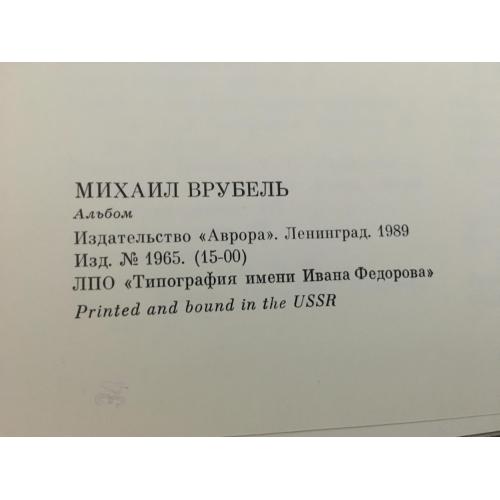 МИХАИЛ ВРУБЕЛЬ
Альбом
Издательство «Аврора». Ленинград. 1989
Изд. № 1965. (15-00)
ЛПО «Типография имени Ивана Федорова»
Printed and bound in the USSR